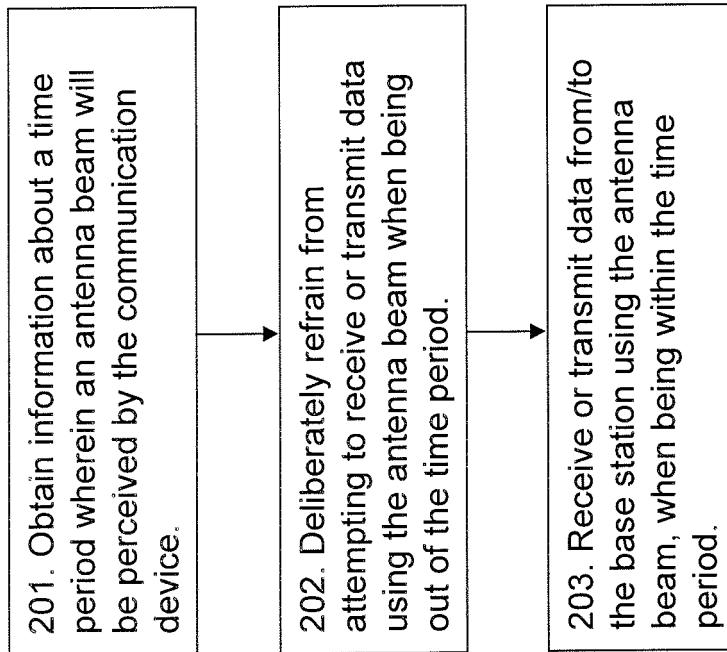 201. Obtain information about a time
period wherein an antenna beam will
be perceived by the communication
device.
202. Deliberately refrain from
attempting to receive or transmit data
using the antenna beam when being
out of the time period.
203. Receive or transmit data from/to
the base station using the antenna
beam, when being within the time
period.